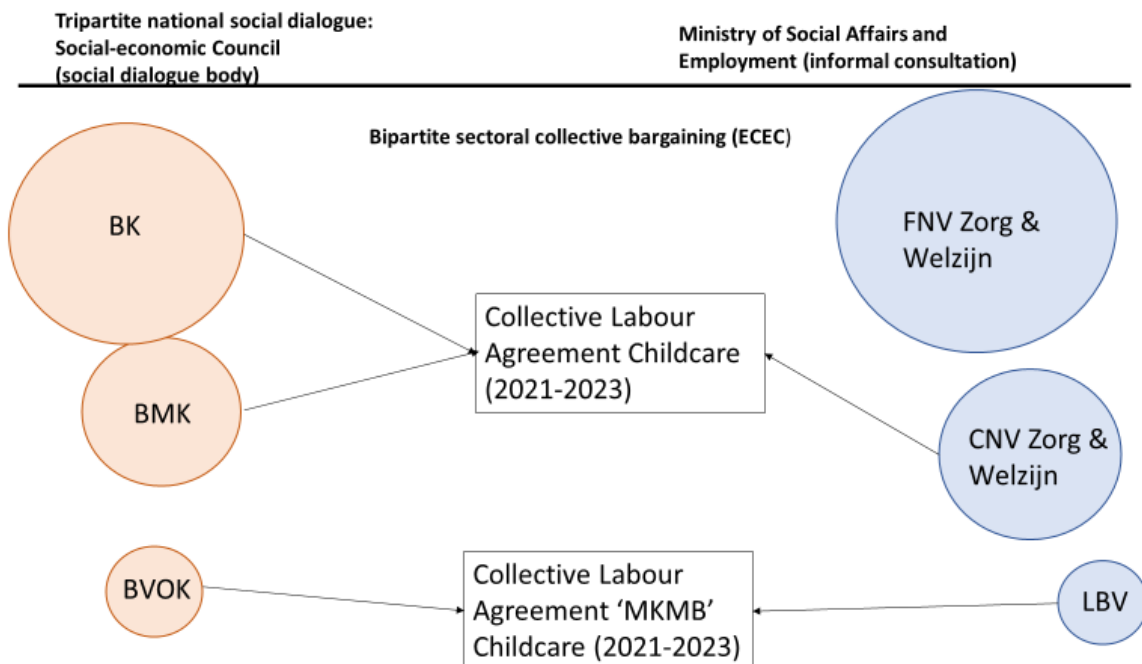 Tripartite national social dialogue:
Social-economic Council
(social dialogue body)
Ministry of Social Affairs and
Employment (informal consultation)
Bipartite sectoral collective bargaining (ECEC)
BK
FNV Zorg &
Welzijn
Collective Labour
Agreement Childcare
(2021-2023)
BMK
CNV Zorg &
Welzijn
BVOK
Collective Labour
Agreement ‘MKMB’
Childcare (2021-2023)
LBV